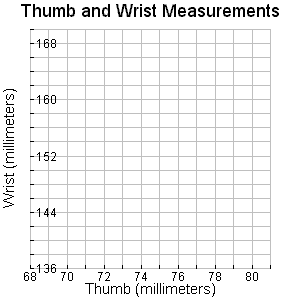 Thumb and Wrist Measurements
168
160
152
144
136
Wrist (millimeters)
68 70 72 74 76 78 80
Thumb (millimeters)